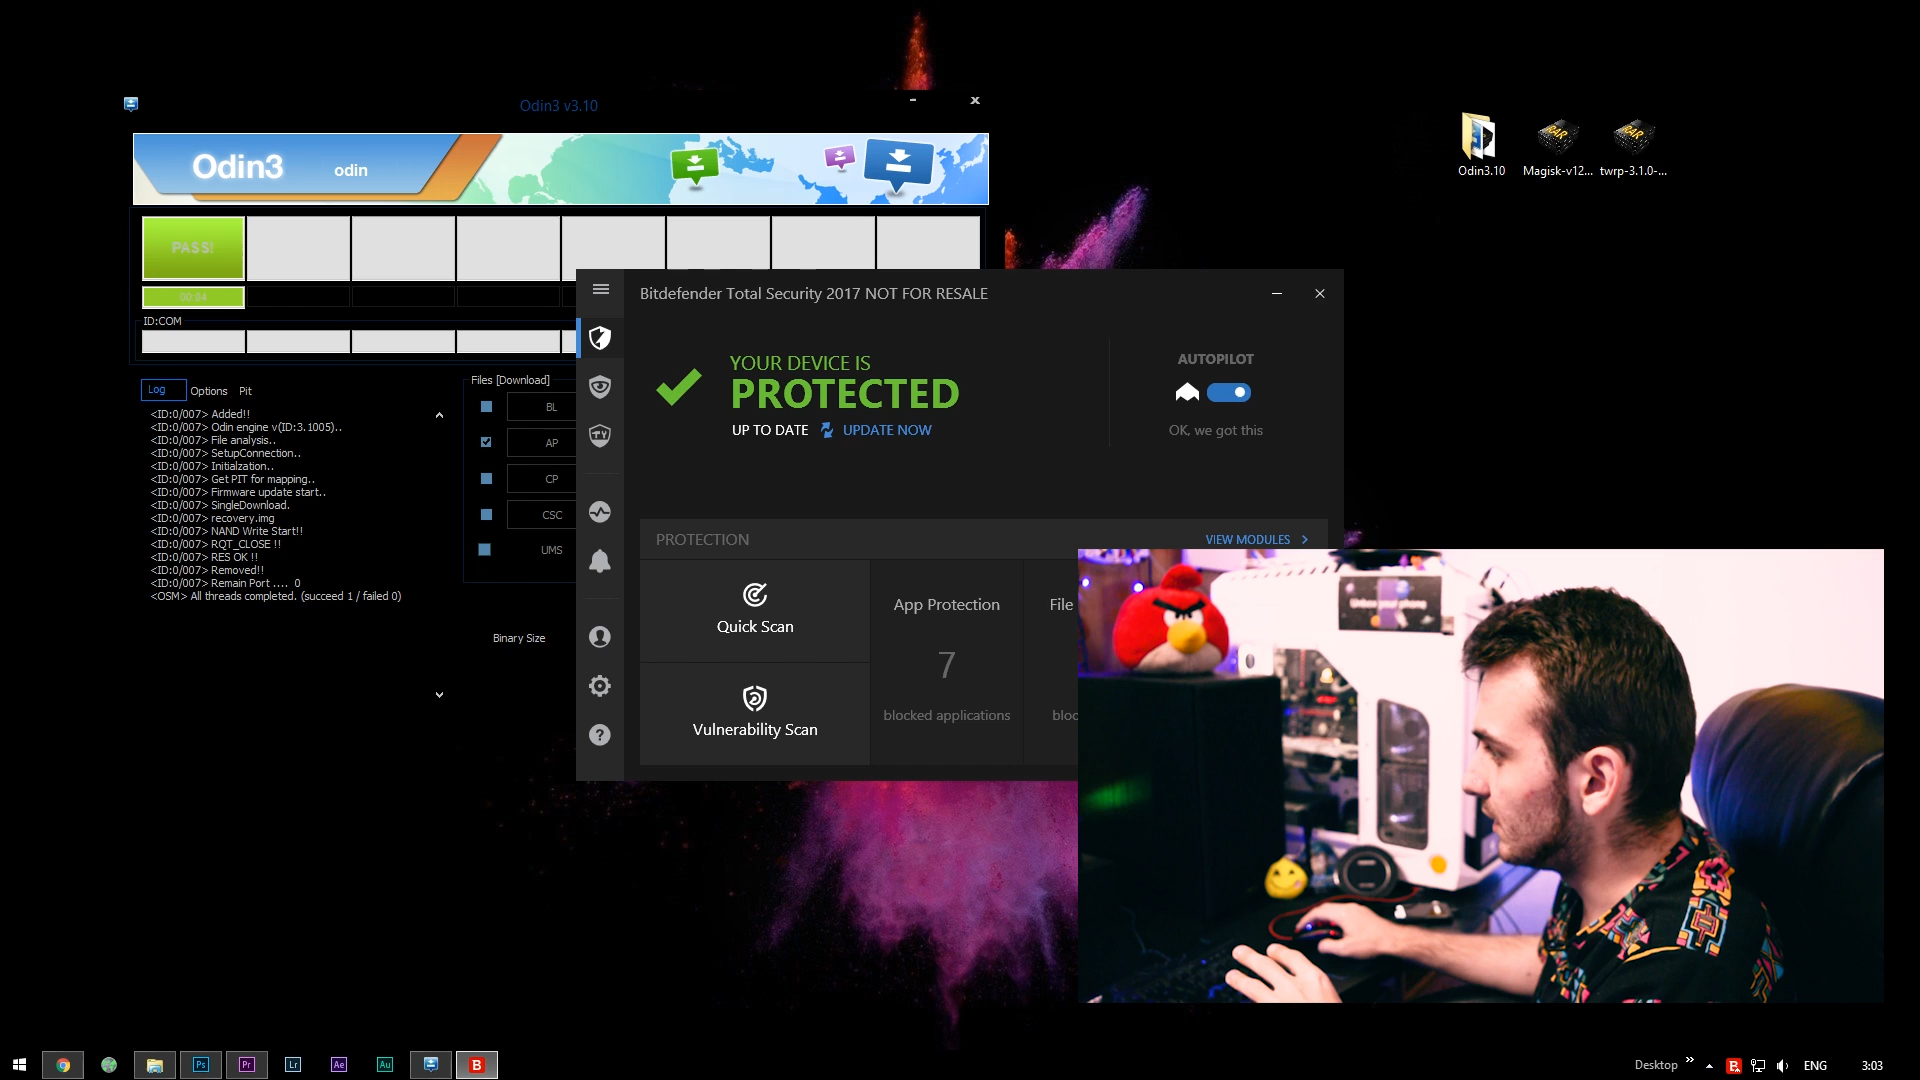 Odin3 v3.10
Odin3
odin
PASS!
00:04
ID:COM
Log
Options
Pit
<ID:0/007> Added!!
<ID:0/007> Odin engine v(ID:3.1005)..
<ID:0/007> File analysis..
<ID:0/007> SetupConnection..
<ID:0/007> Initialzation..
<ID:0/007> Get PIT for mapping..
<ID:0/007> Firmware update start..
<ID:0/007> SingleDownload.
<ID:0/007> recovery.img
<ID:0/007> NAND Write Start!!
<ID:0/007> RQT_CLOSE !!
<ID:0/007> RES OK !!
<ID:0/007> Removed!!
<ID:0/007> Remain Port .... 0
<OSM> All threads completed. (succeed 1 / failed 0)
Files [Download]
BL
AP
CP
CSC
UMS
Binary Size
Bitdefender Total Security 2017 NOT FOR RESALE
YOUR DEVICE IS
PROTECTED
UP TO DATE
UPDATE NOW
AUTOPILOT
OK, we got this
PROTECTION
VIEW MODULES
Quick Scan
Vulnerability Scan
App Protection
7
blocked applications
File
bloc
Odin3.10
Magisk-v12...
twrp-3.1.0-...
Ps
Pr
Lr
Ae
Au
B
Desktop
ENG
3:03